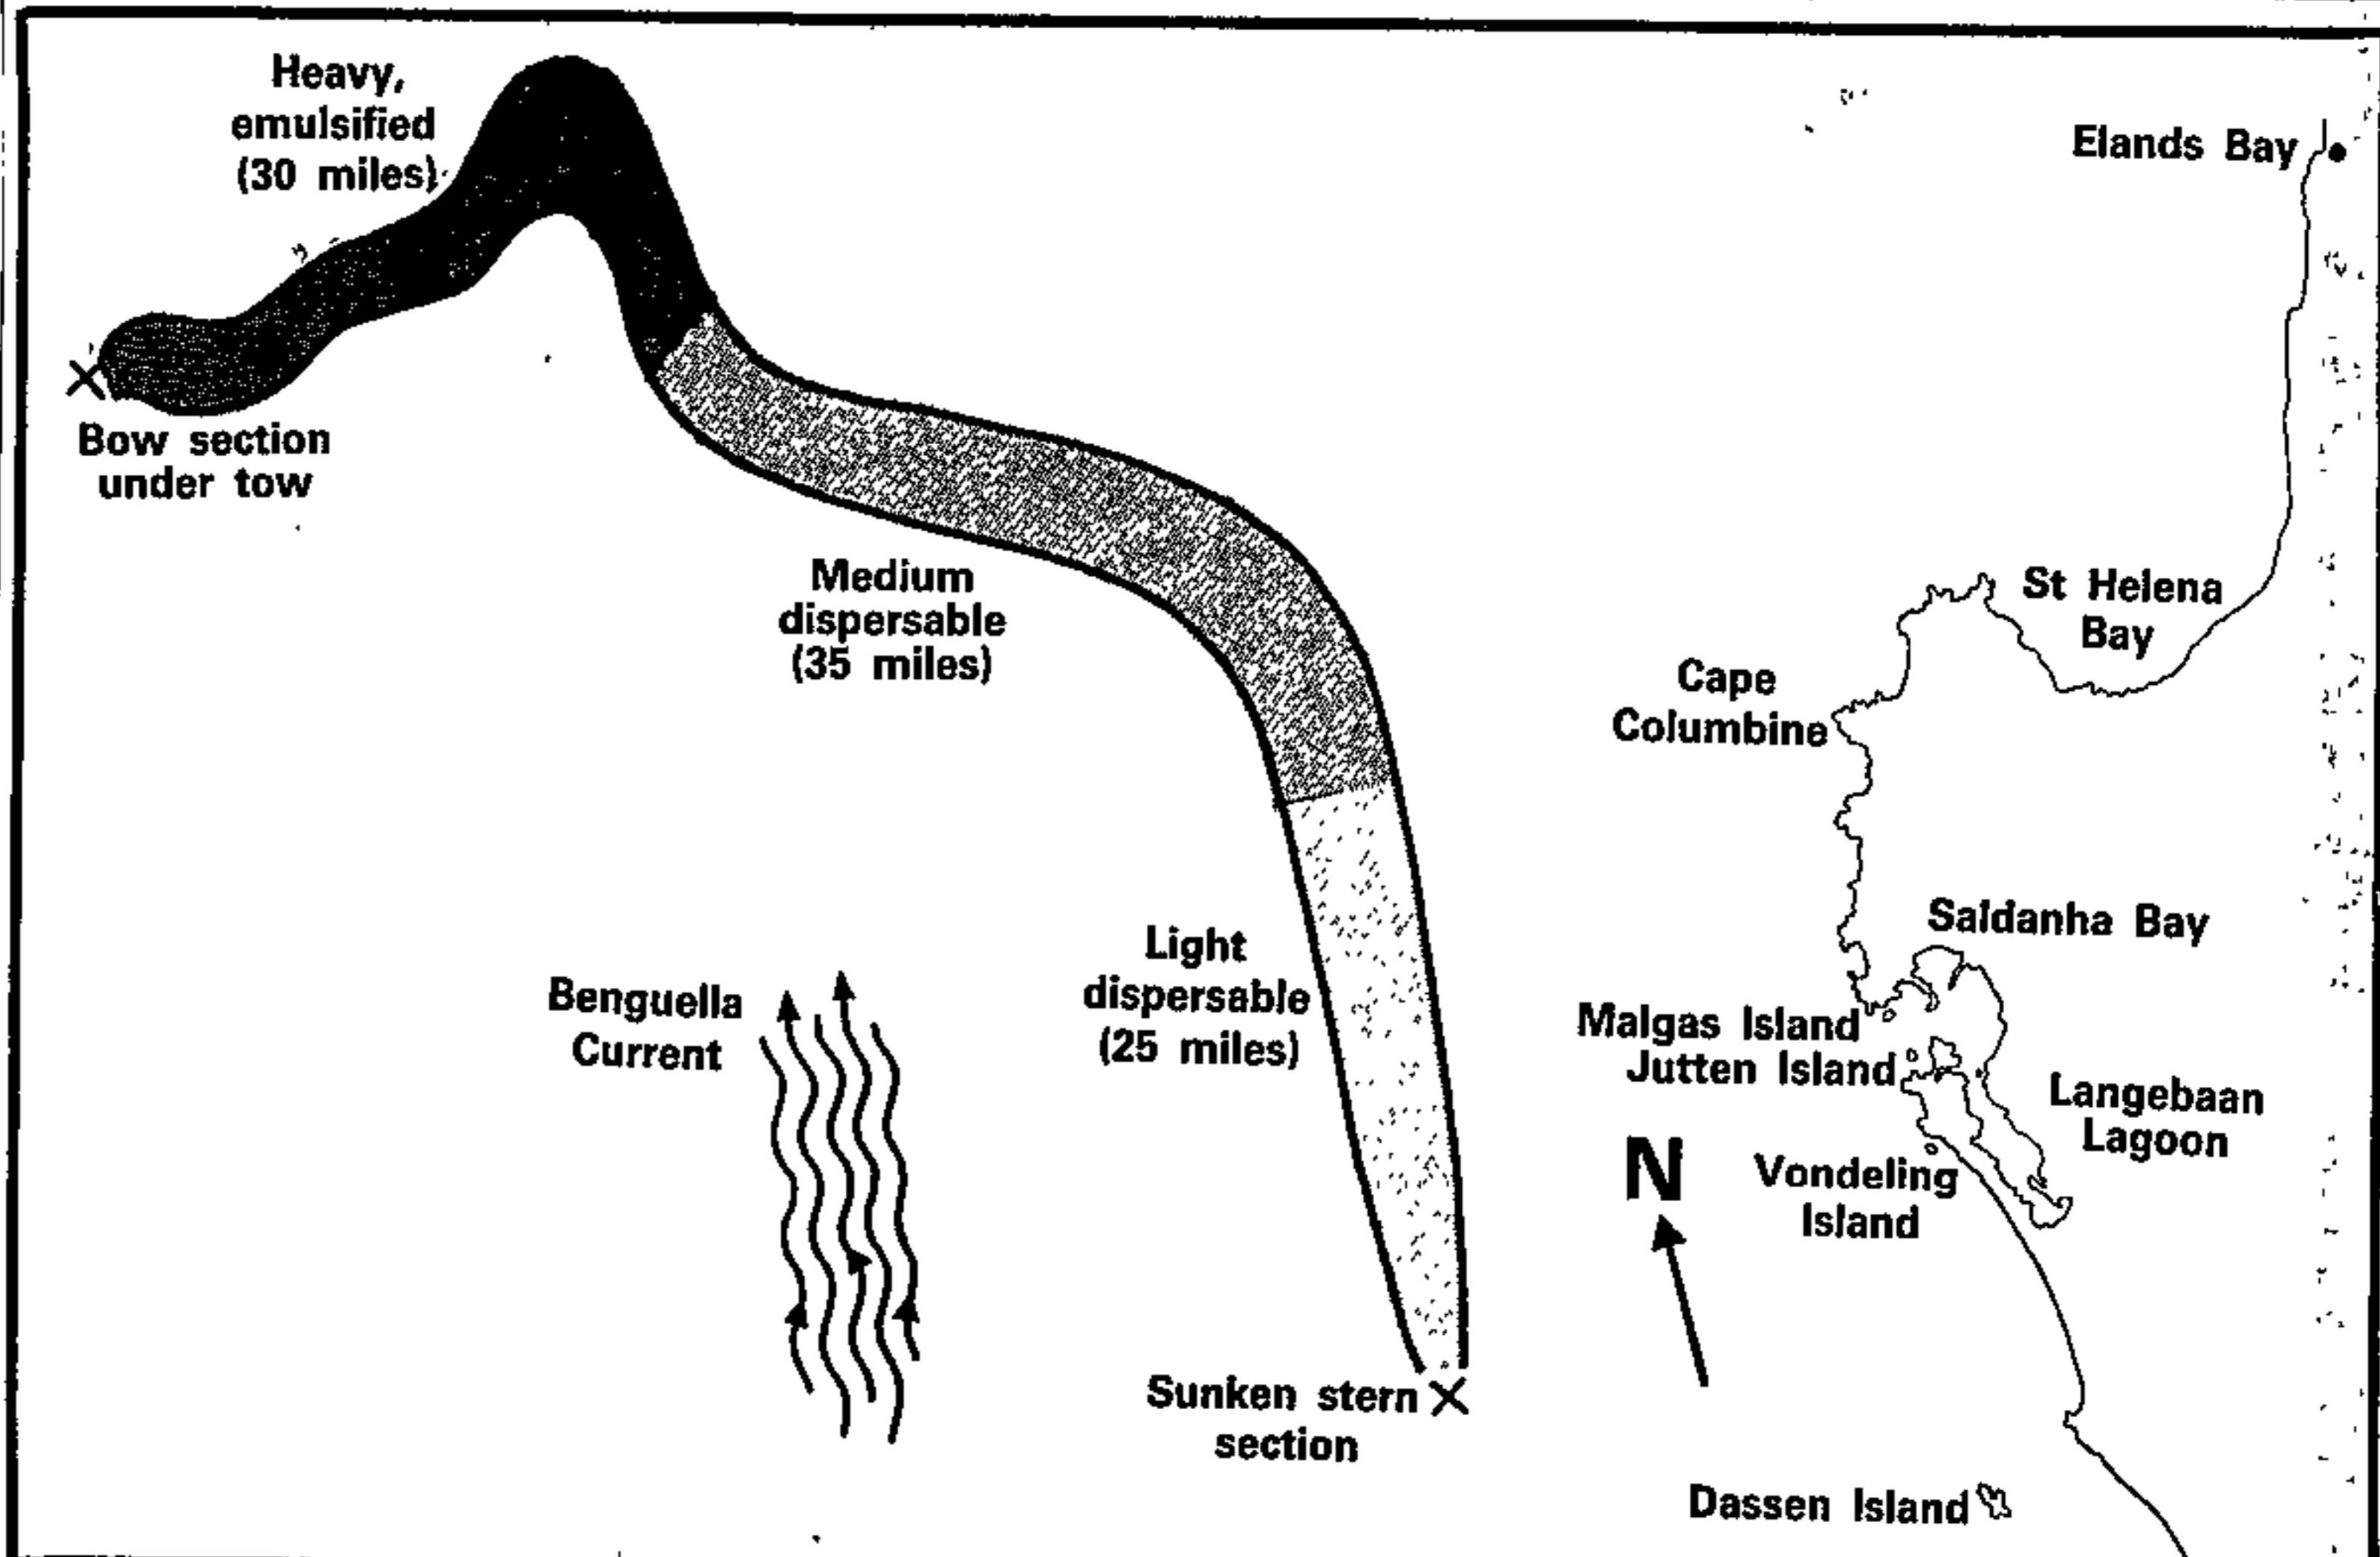 Heavy,
emulsified
(30 miles)
Elands Bay
Bow section
under tow
Medium
dispersable
(35 miles)
St Helena
Bay
Cape
Columbine
Saldanha Bay
Light
dispersable
(25 miles)
Benguella
Current
Malgas Island
Jutten Island
Langebaan
Lagoon
N
Vondeling
Island
Sunken stern
section
Dassen Island